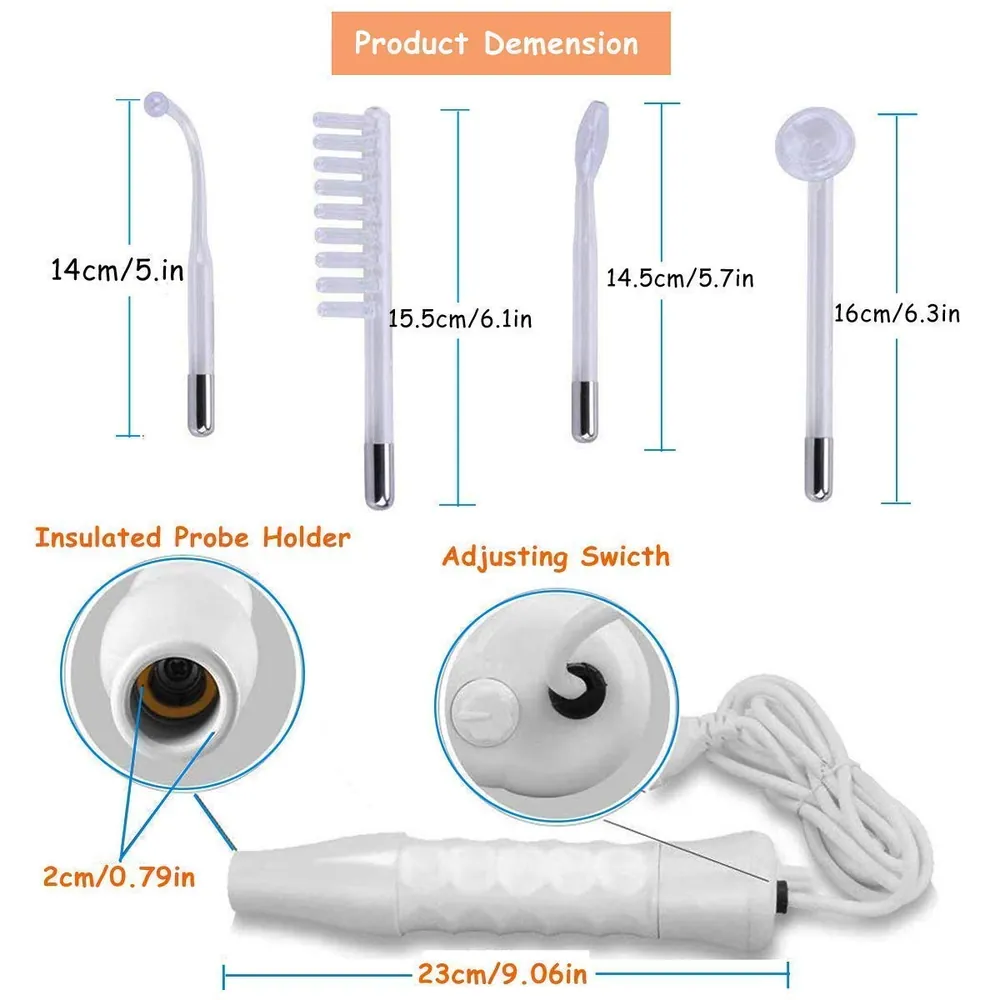 Product Demension
14cm/5.in
15.5cm/6.1in
14.5cm/5.7in
16cm/6.3in
Insulated Probe Holder
Adjusting Swicth
2cm/0.79in
23cm/9.06in